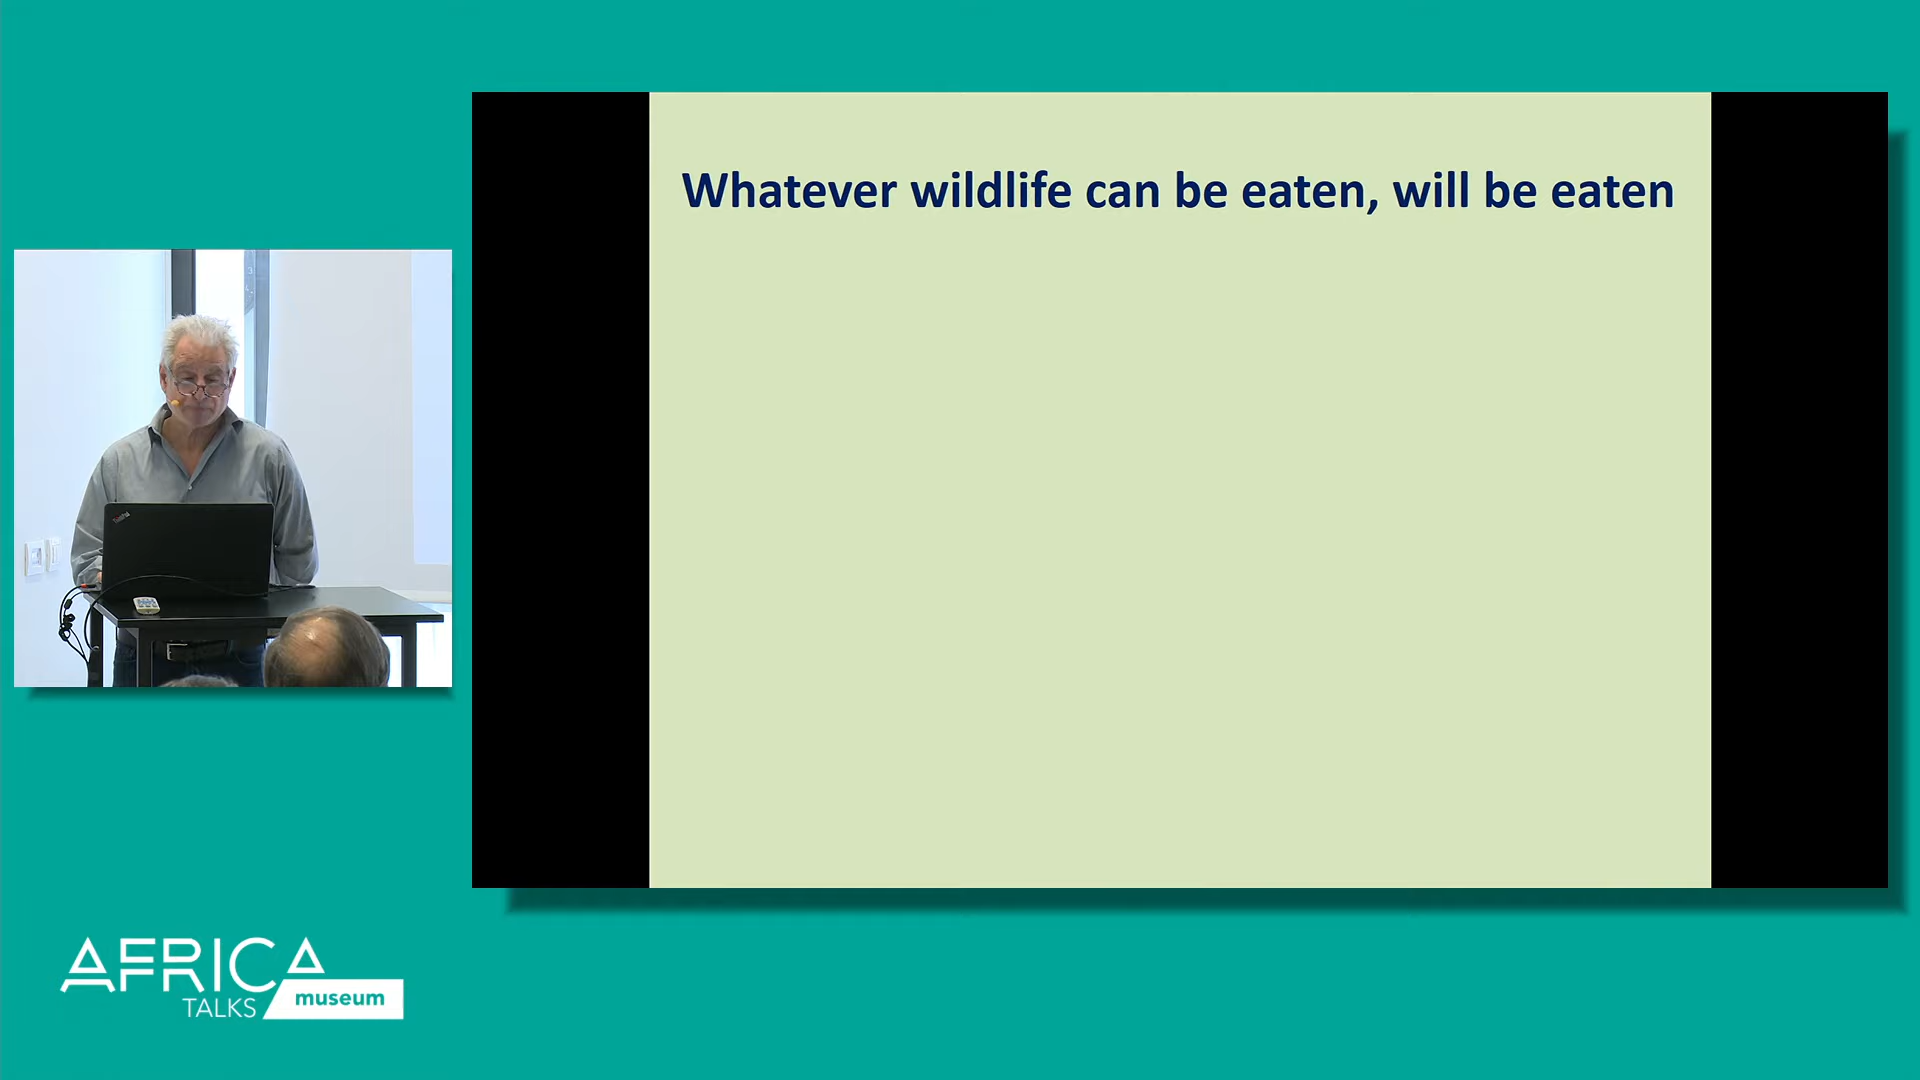 Whatever wildlife can be eaten, will be eaten
AFRICA
TALKS museum